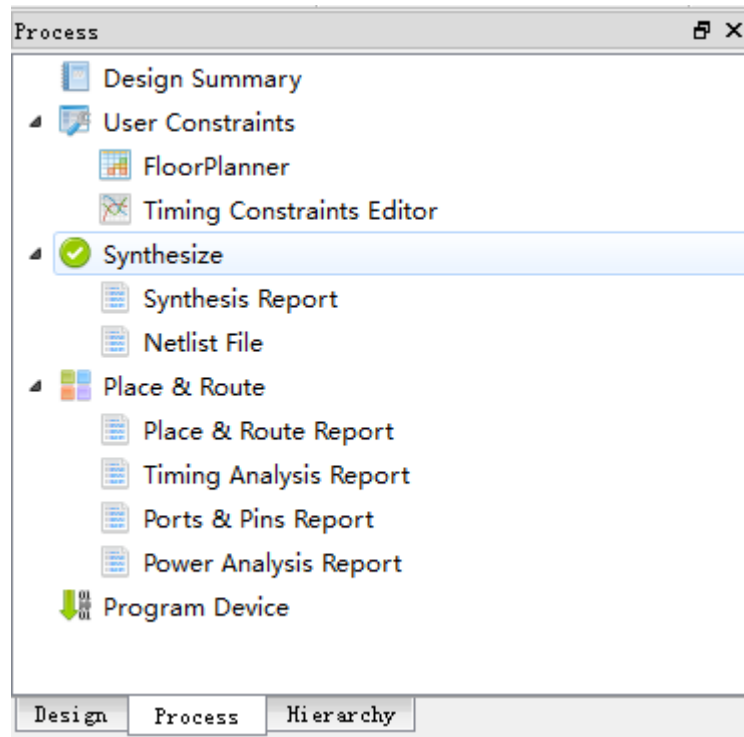 Process
Design Summary
User Constraints
FloorPlanner
Timing Constraints Editor
Synthesize
Synthesis Report
Netlist File
Place & Route
Place & Route Report
Timing Analysis Report
Ports & Pins Report
Power Analysis Report
Program Device
Design Process Hierarchy